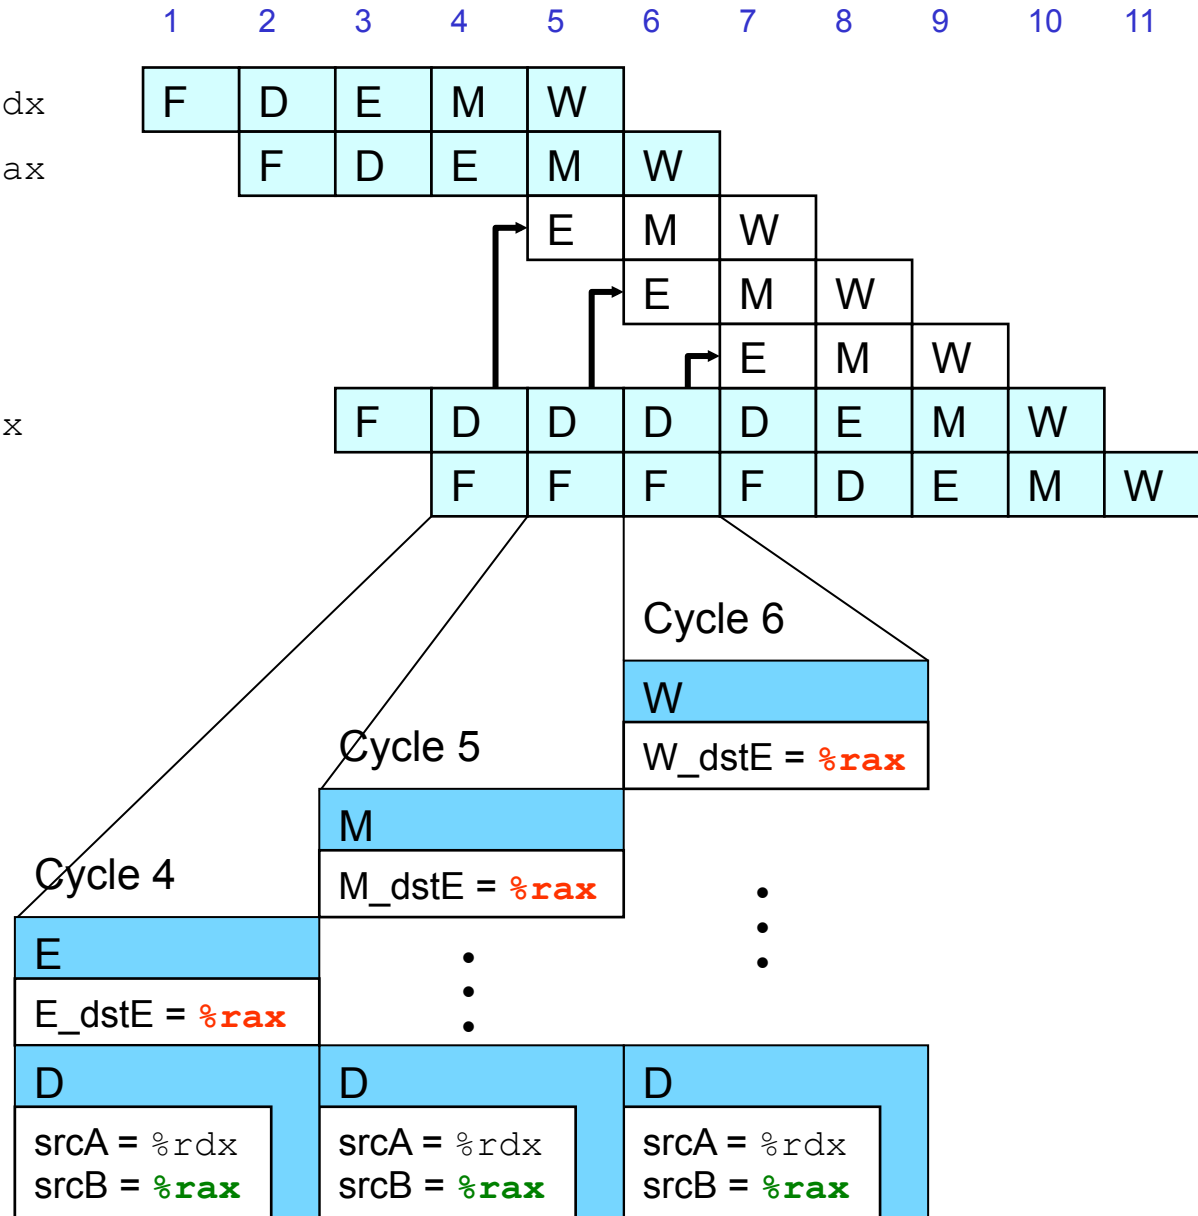 1 2 3 4 5 6 7 8 9 10 11
dx F D E M W
ax F D E M W
E M W
E M W
E M W
x F D D D D E M W
F F F F D E M W
Cycle 6
W
W_dstE = %rax
Cycle 5
M
M_dstE = %rax
Cycle 4
E
E_dstE = %rax
D D D
srcA = %rdx srcA = %rdx srcA = %rdx
srcB = %rax srcB = %rax srcB = %rax